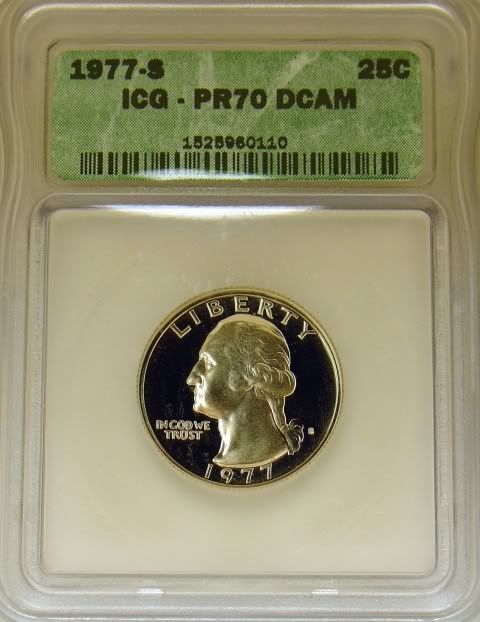 1977-S 25C
ICG - PR70 DCAM
1525960110
LIBERTY
IN GOD WE
TRUST
S
1977